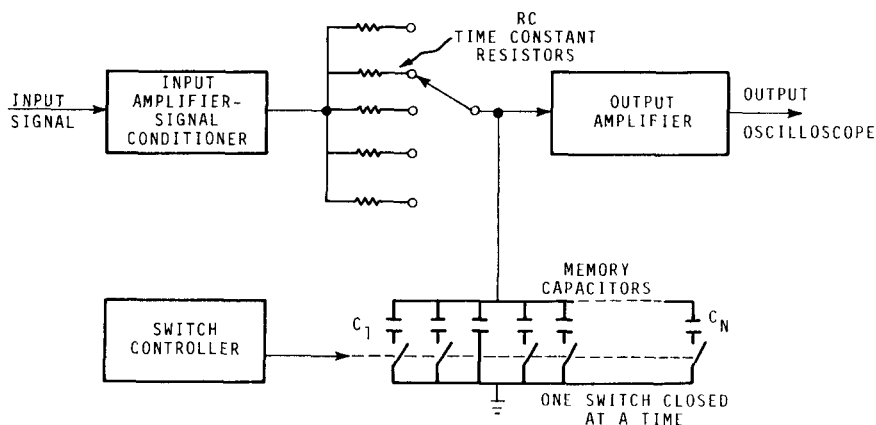 RC
TIME CONSTANT
RESISTORS
INPUT
SIGNAL
INPUT
AMPLIFIER-
SIGNAL
CONDITIONER
OUTPUT
AMPLIFIER
OUTPUT
OSCILLOSCOPE
MEMORY
CAPACITORS
SWITCH
CONTROLLER
C1
CN
ONE SWITCH CLOSED
AT A TIME